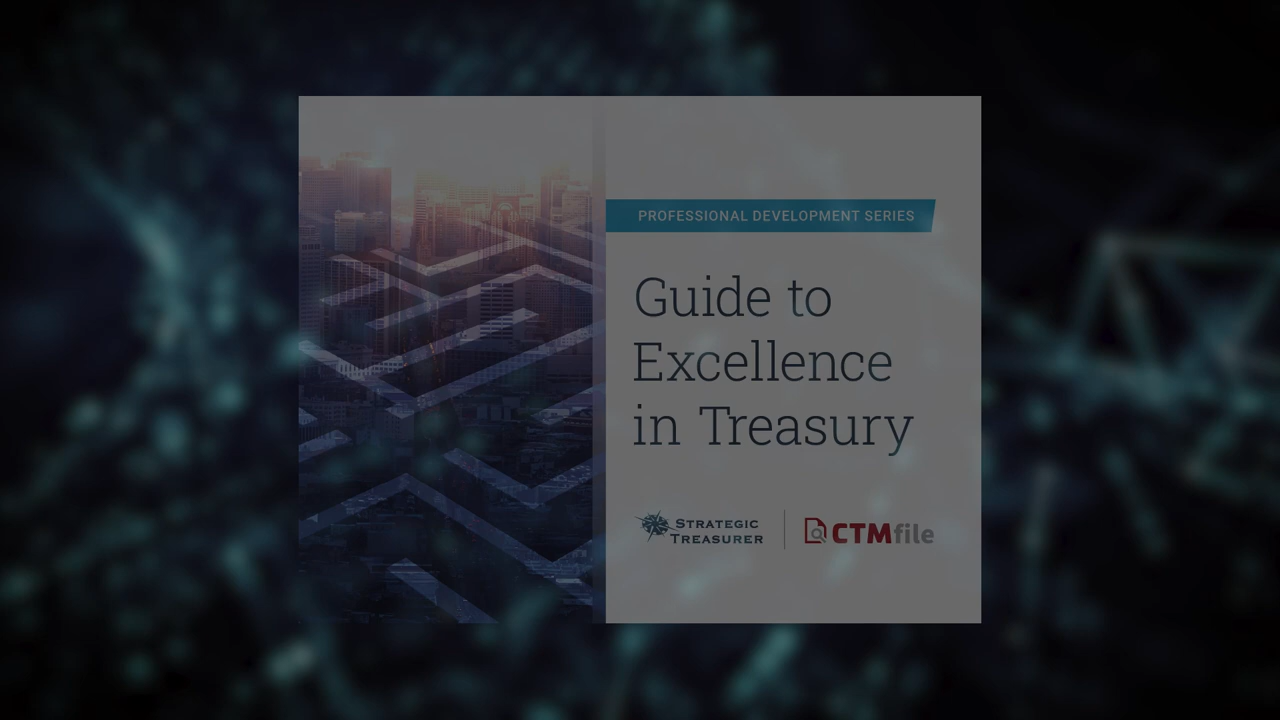 PROFESSIONAL DEVELOPMENT SERIES
Guide to
Excellence
in Treasury
STRATEGIC
TREASURER
CTMfile